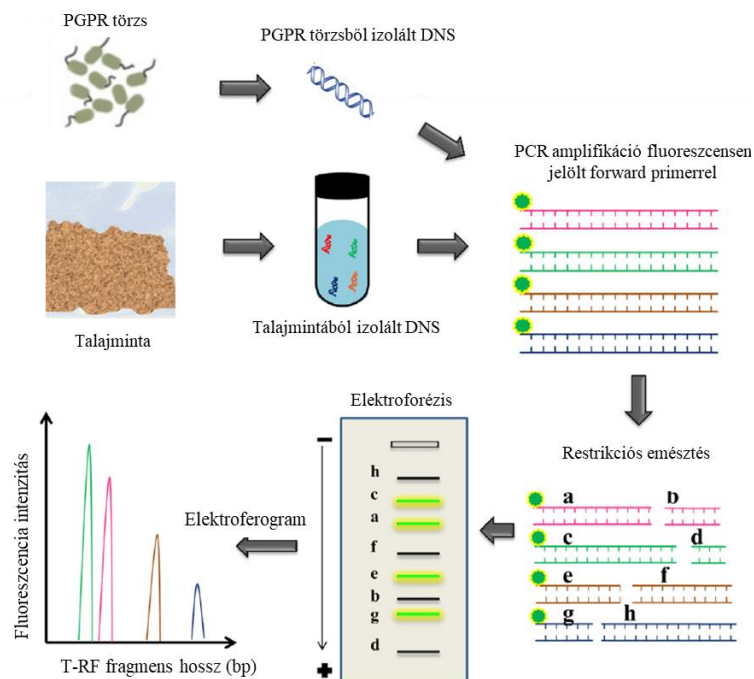 PGPR törzs
PGPR törzsből izolált DNS
PCR amplifikáció fluoreszcensen
jelölt forward primerrel
Talajminta
Talajmintából izolált DNS
Restrikciós emésztés
a b
c d
e f
g h
Elektroforézis
−
h
c
a
f
e
b
g
d
+
Elektroferogram
Fluoreszcencia intenzitás
T-RF fragmens hossz (bp)